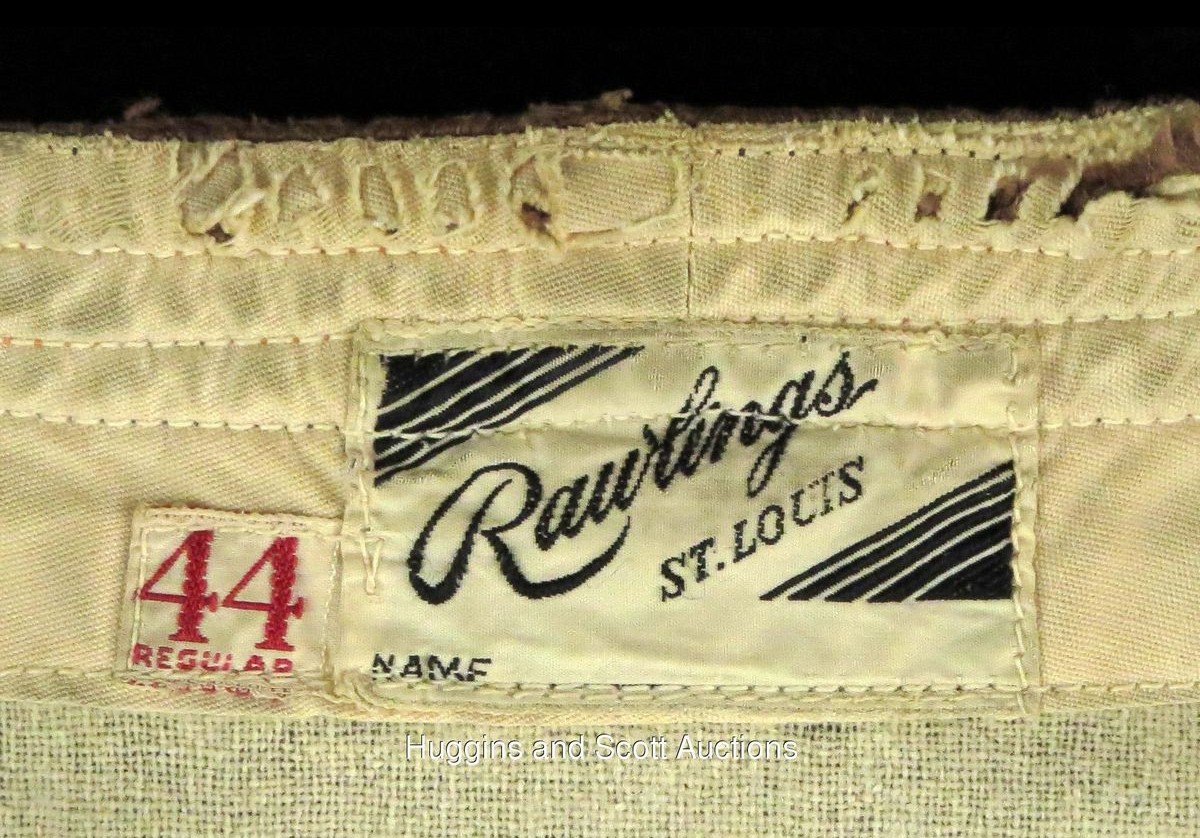 Rawlings
ST. LOUIS
44
REGULAR
NAME
Huggins and Scott Auctions